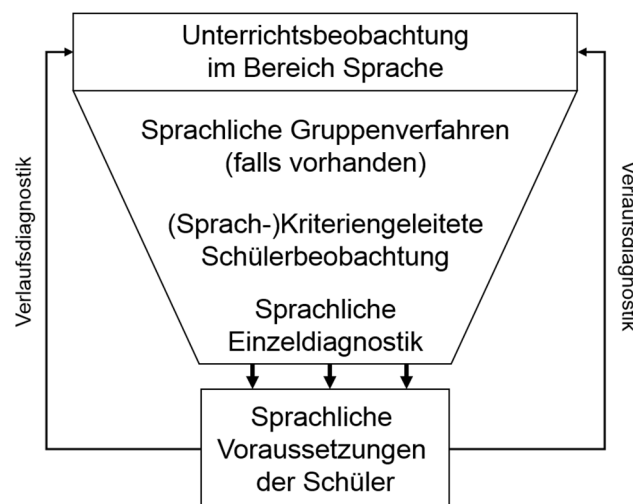 Unterrichtsbeobachtung
im Bereich Sprache
Sprachliche Gruppenverfahren
(falls vorhanden)
(Sprach-)Kriteriengeleitete
Schülerbeobachtung
Sprachliche
Einzeldiagnostik
Sprachliche
Voraussetzungen
der Schüler
Verlaufsdiagnostik
Verlaufsdiagnostik